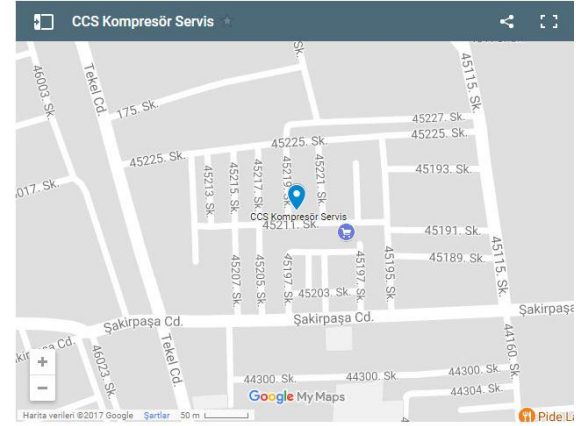 CCS Kompresör Servis
Sk.
46003. Sk.
Tekel Cd.
175. Sk.
45115. Sk.
45227. Sk.
45225. Sk.
45225. Sk.
45225. Sk.
45193. Sk.
45213. Sk.
45215. Sk.
45217. Sk.
45219. Sk.
45221. Sk.
CCS Kompresör Servis
45211. Sk.
45191. Sk.
45189. Sk.
45115. Sk.
45207. Sk.
45205. Sk.
45197. Sk.
45197. Sk.
45195. Sk.
45203. Sk.
Şakirpaşa Cd.
Şakirpaşa Cd.
Şakirpaşa
Tekel Cd.
46023. Sk.
44160. Sk.
44300. Sk.
44300. Sk.
44300. Sk.
44304. Sk.
+
−
Google My Maps
Harita verileri ©2017 Google Şartlar 50 m
Pide La